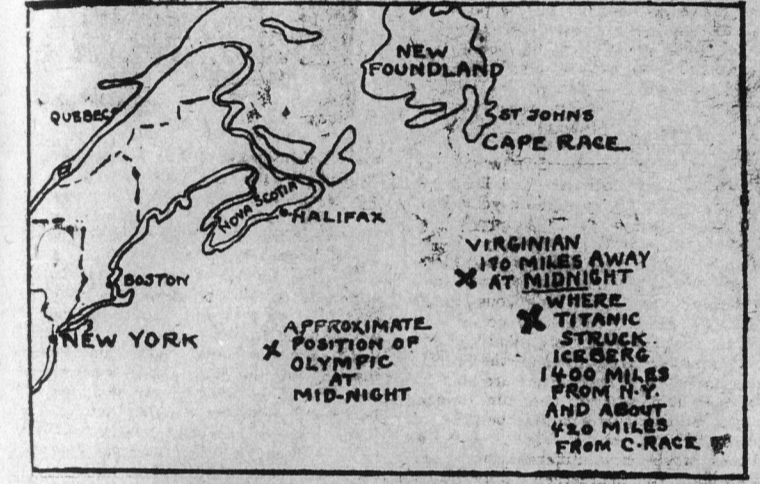 NEW
FOUNDLAND
QUEBEC
ST JOHNS
CAPE RACE
NOVA SCOTIA
HALIFAX
VIRGINIAN
170 MILES AWAY
AT MIDNIGHT
BOSTON
WHERE
TITANIC
STRUCK
ICEBERG
1400 MILES
FROM N.Y.
AND ABOUT
420 MILES
FROM C-RACE
NEW YORK
APPROXIMATE
POSITION OF
OLYMPIC
AT
MID-NIGHT